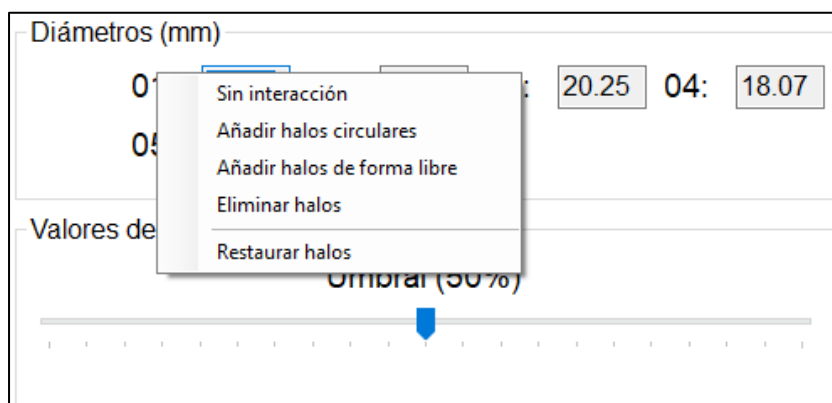 Diámetros (mm)
01 : 20.25 04: 18.07
Sin interacción
Añadir halos circulares
05
Añadir halos de forma libre
Eliminar halos
Valores de
Restaurar halos
Umbral (50%)